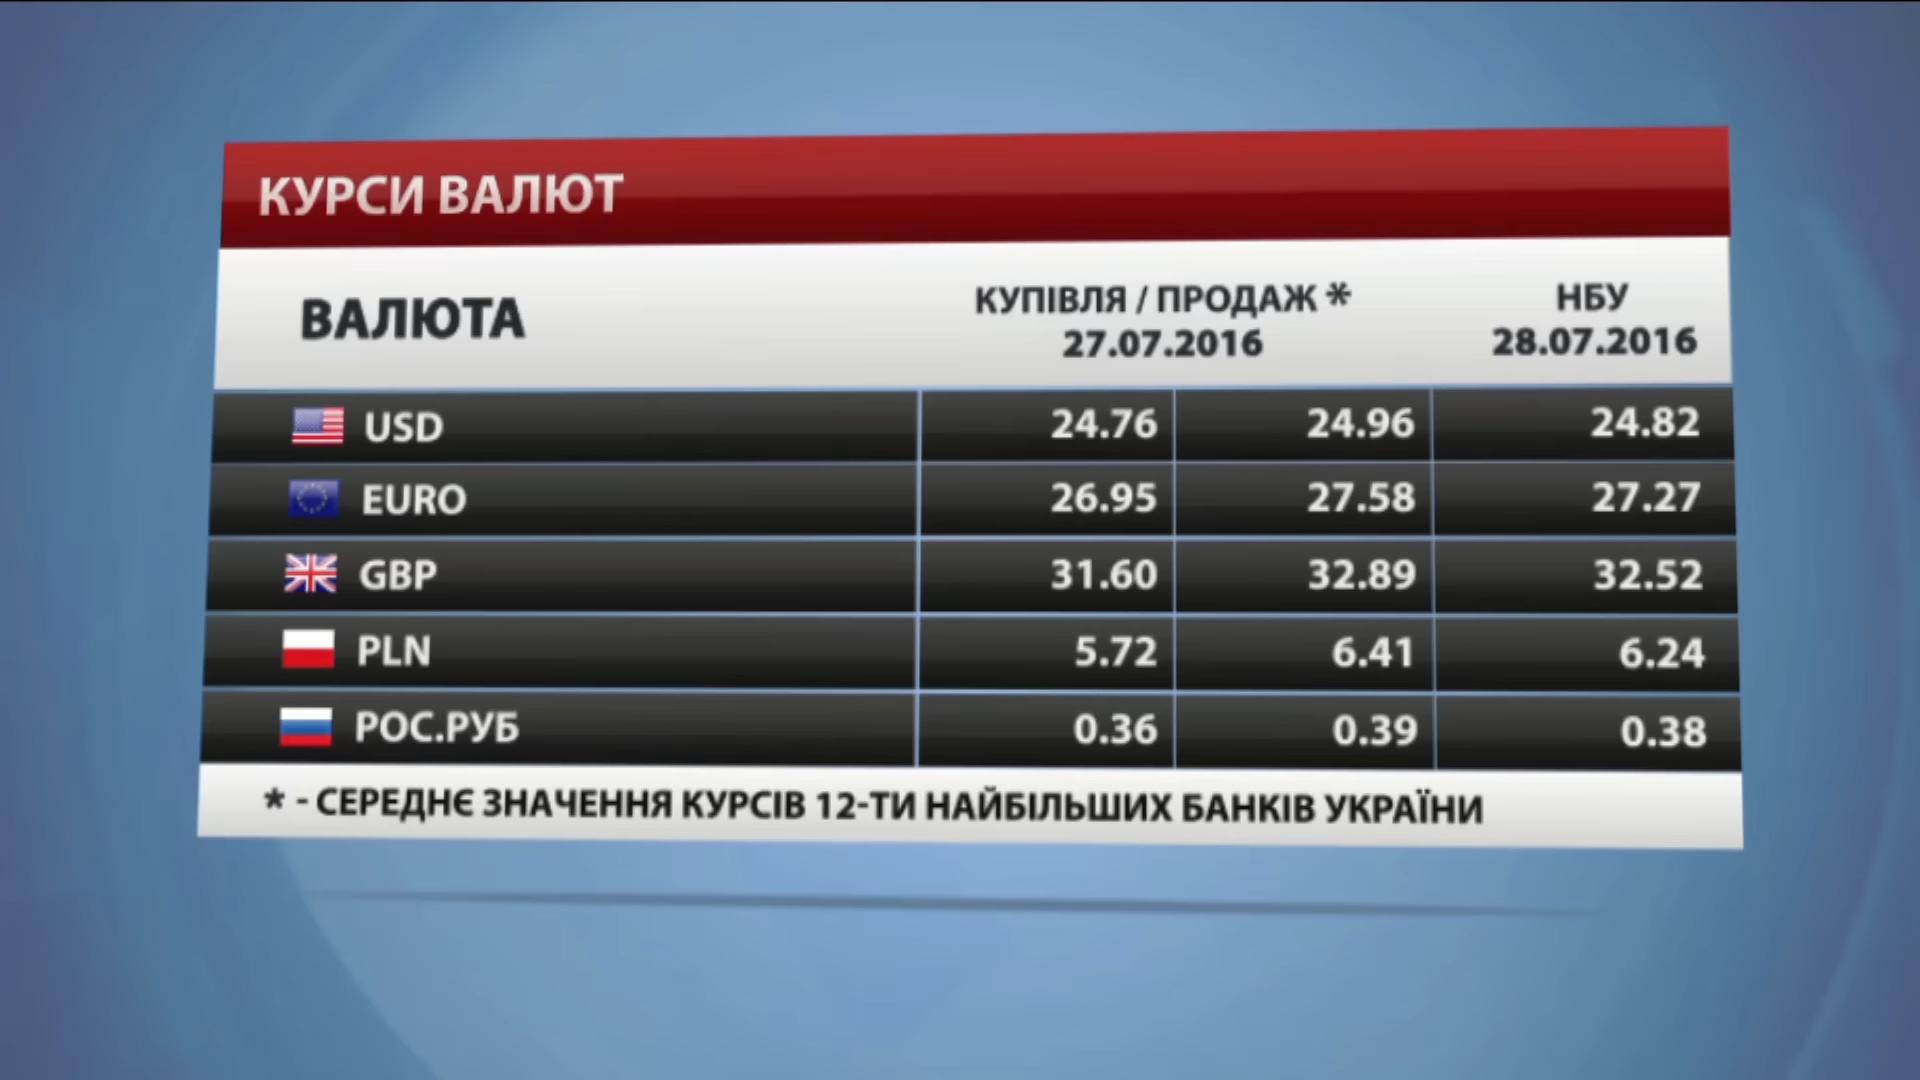 КУРСИ ВАЛЮТ
ВАЛЮТА
КУПІВЛЯ / ПРОДАЖ *
27.07.2016
НБУ
28.07.2016
USD 24.76 24.96 24.82
EURO 26.95 27.58 27.27
GBP 31.60 32.89 32.52
PLN 5.72 6.41 6.24
РОС.РУБ 0.36 0.39 0.38
* - СЕРЕДНЄ ЗНАЧЕННЯ КУРСІВ 12-ТИ НАЙБІЛЬШИХ БАНКІВ УКРАЇНИ